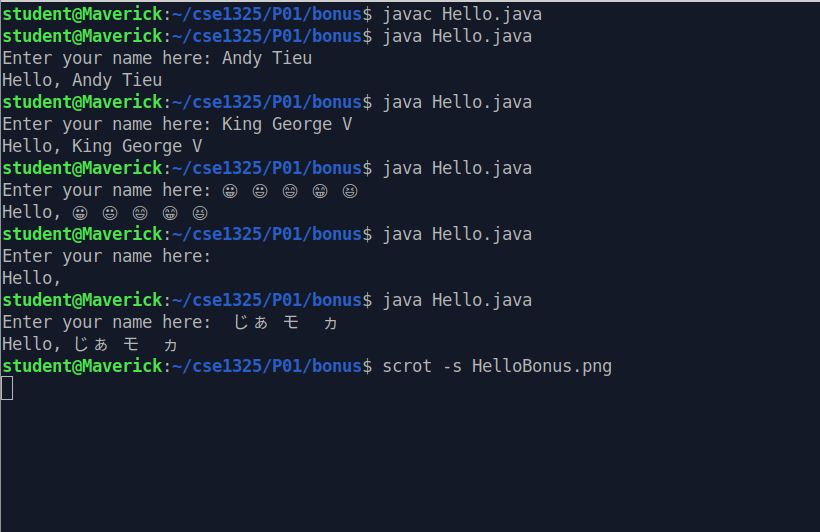 student@Maverick:~/cse1325/P01/bonus$ javac Hello.java
student@Maverick:~/cse1325/P01/bonus$ java Hello.java
Enter your name here: Andy Tieu
Hello, Andy Tieu
student@Maverick:~/cse1325/P01/bonus$ java Hello.java
Enter your name here: King George V
Hello, King George V
student@Maverick:~/cse1325/P01/bonus$ java Hello.java
Enter your name here: 😀 😃 😄 😁 😆
Hello, 😀 😃 😄 😁 😆
student@Maverick:~/cse1325/P01/bonus$ java Hello.java
Enter your name here:
Hello,
student@Maverick:~/cse1325/P01/bonus$ java Hello.java
Enter your name here:  じぁ モ  ヵ
Hello, じぁ モ  ヵ
student@Maverick:~/cse1325/P01/bonus$ scrot -s HelloBonus.png